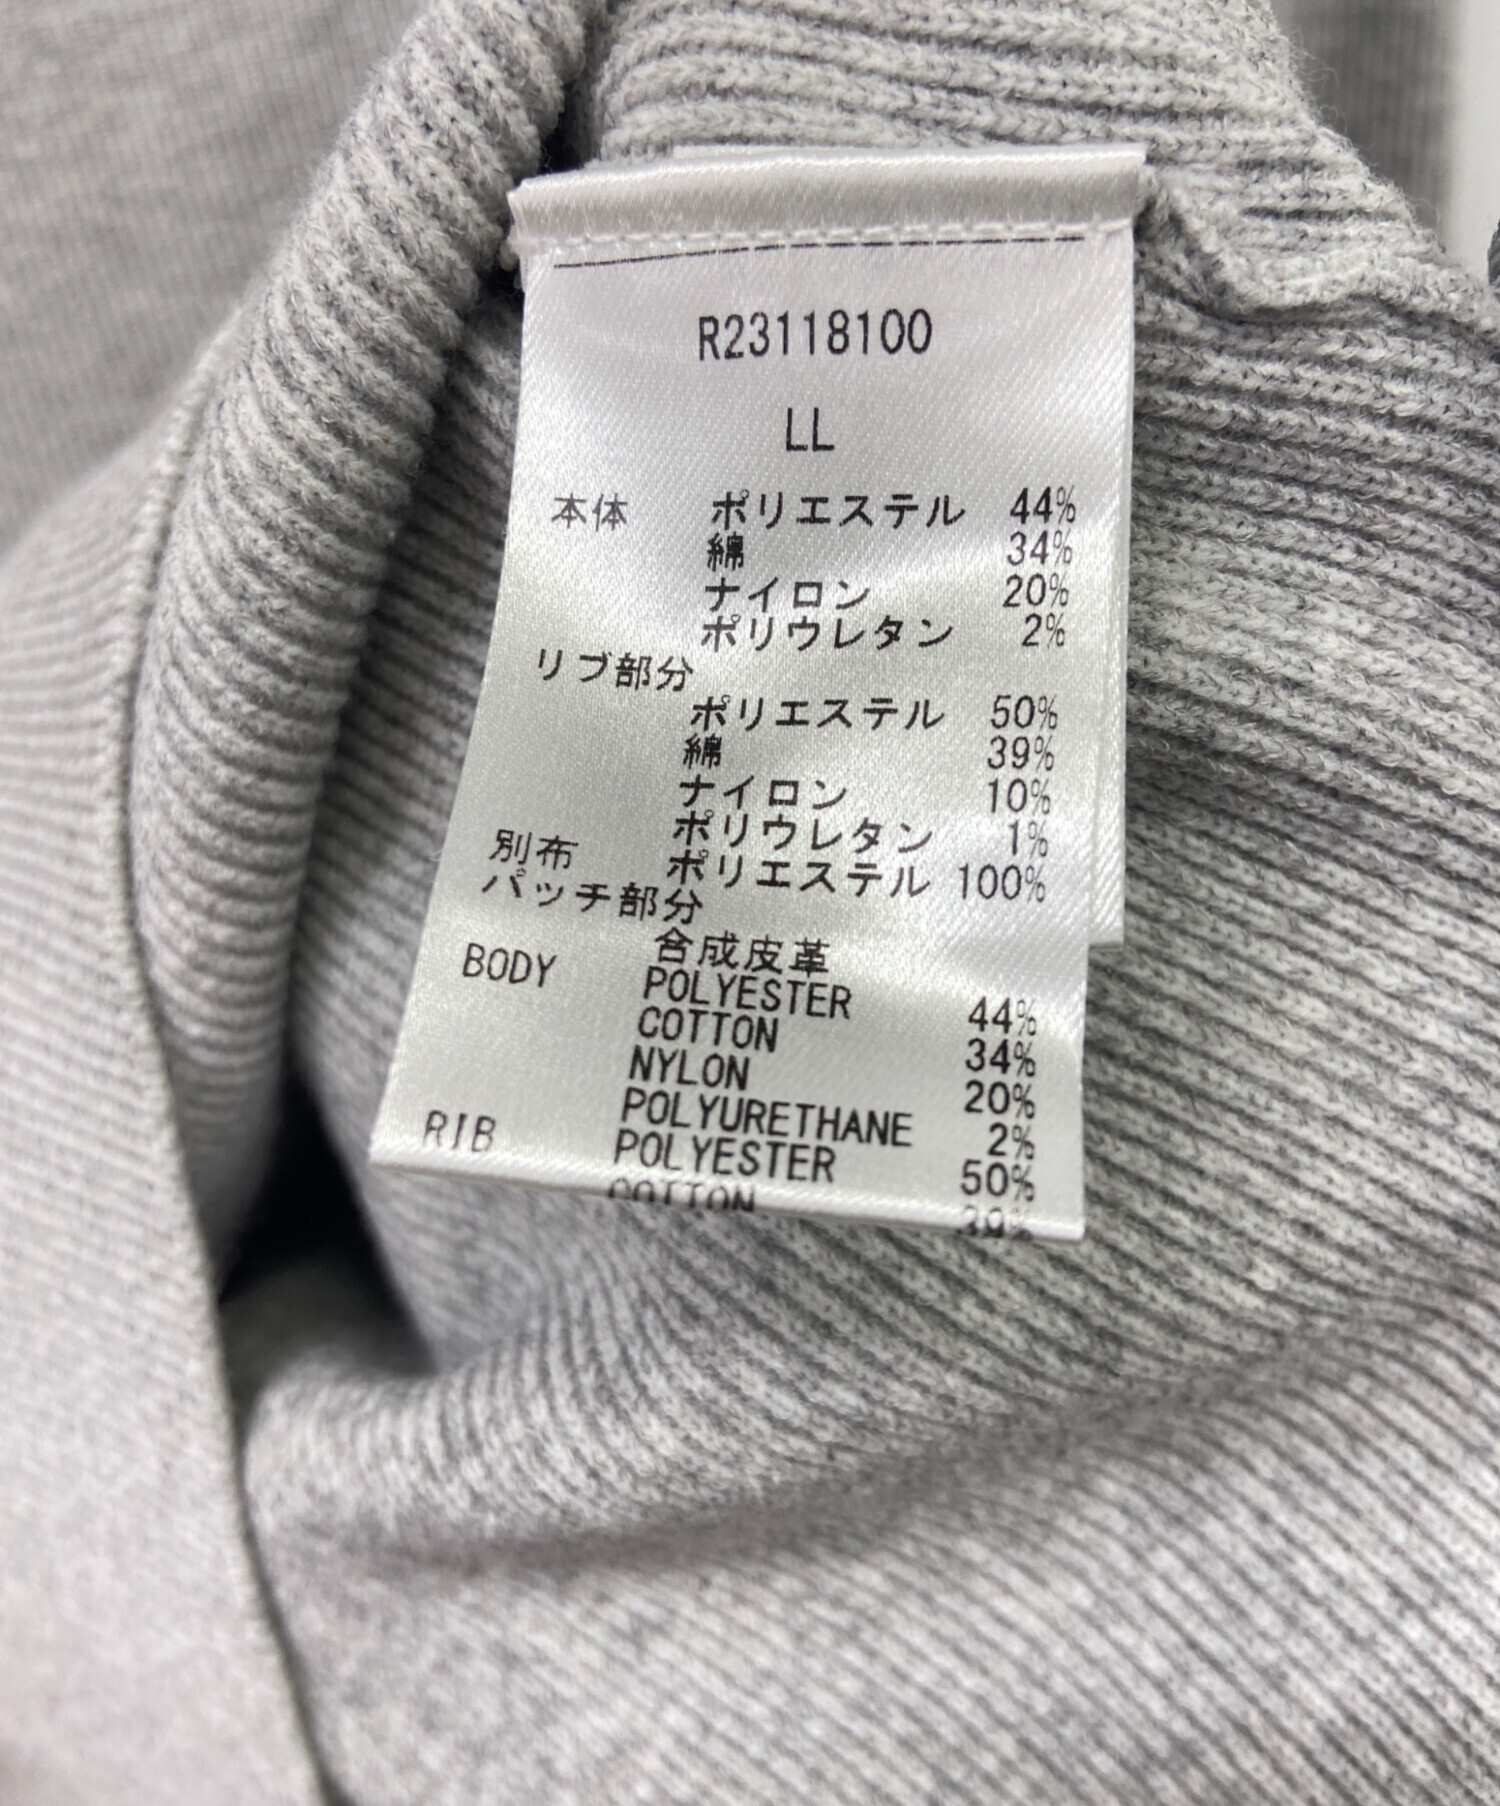 R23118100
LL
本体 ポリエステル 44%
綿 34%
ナイロン 20%
ポリウレタン 2%
リブ部分
ポリエステル 50%
綿 39%
ナイロン 10%
ポリウレタン 1%
別布 ポリエステル 100%
パッチ部分
合成皮革
BODY POLYESTER 44%
COTTON 34%
NYLON 20%
POLYURETHANE 2%
RIB POLYESTER 50%
COTTON 39%